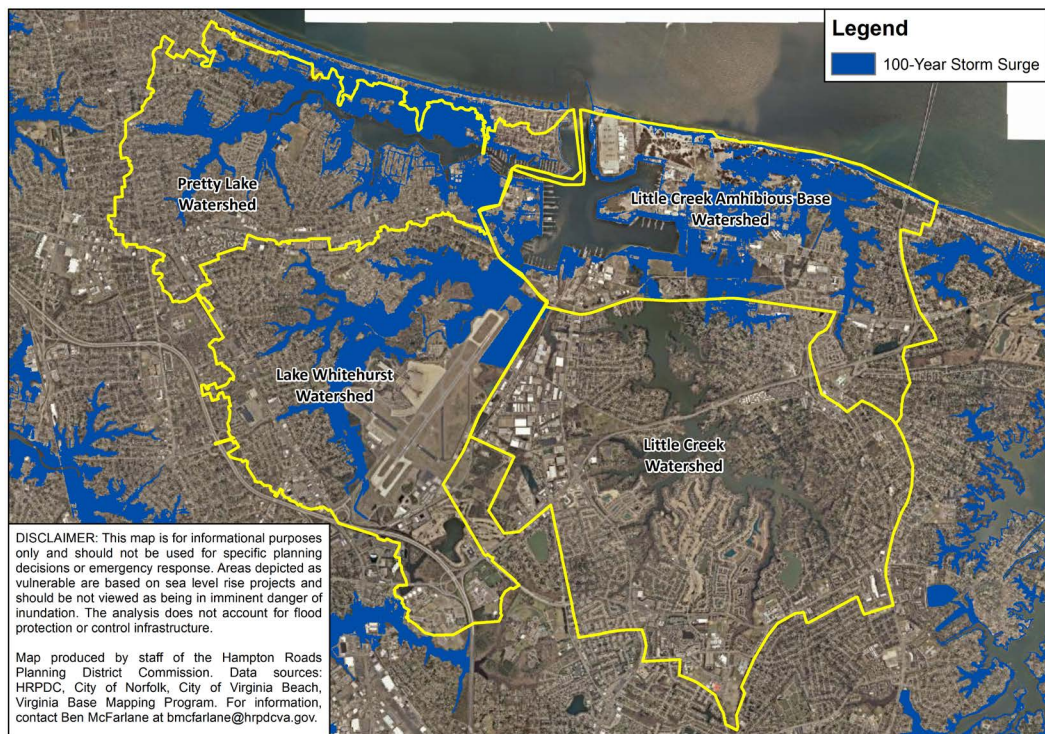 Legend
100-Year Storm Surge
Pretty Lake
Watershed
Little Creek Amhibious Base
Watershed
Lake Whitehurst
Watershed
Little Creek
Watershed
DISCLAIMER: This map is for informational purposes
only and should not be used for specific planning
decisions or emergency response. Areas depicted as
vulnerable are based on sea level rise projects and
should be not viewed as being in imminent danger of
inundation. The analysis does not account for flood
protection or control infrastructure.
Map produced by staff of the Hampton Roads
Planning District Commission. Data sources:
HRPDC, City of Norfolk, City of Virginia Beach,
Virginia Base Mapping Program. For information,
contact Ben McFarlane at bmcfarlane@hrpdcva.gov.